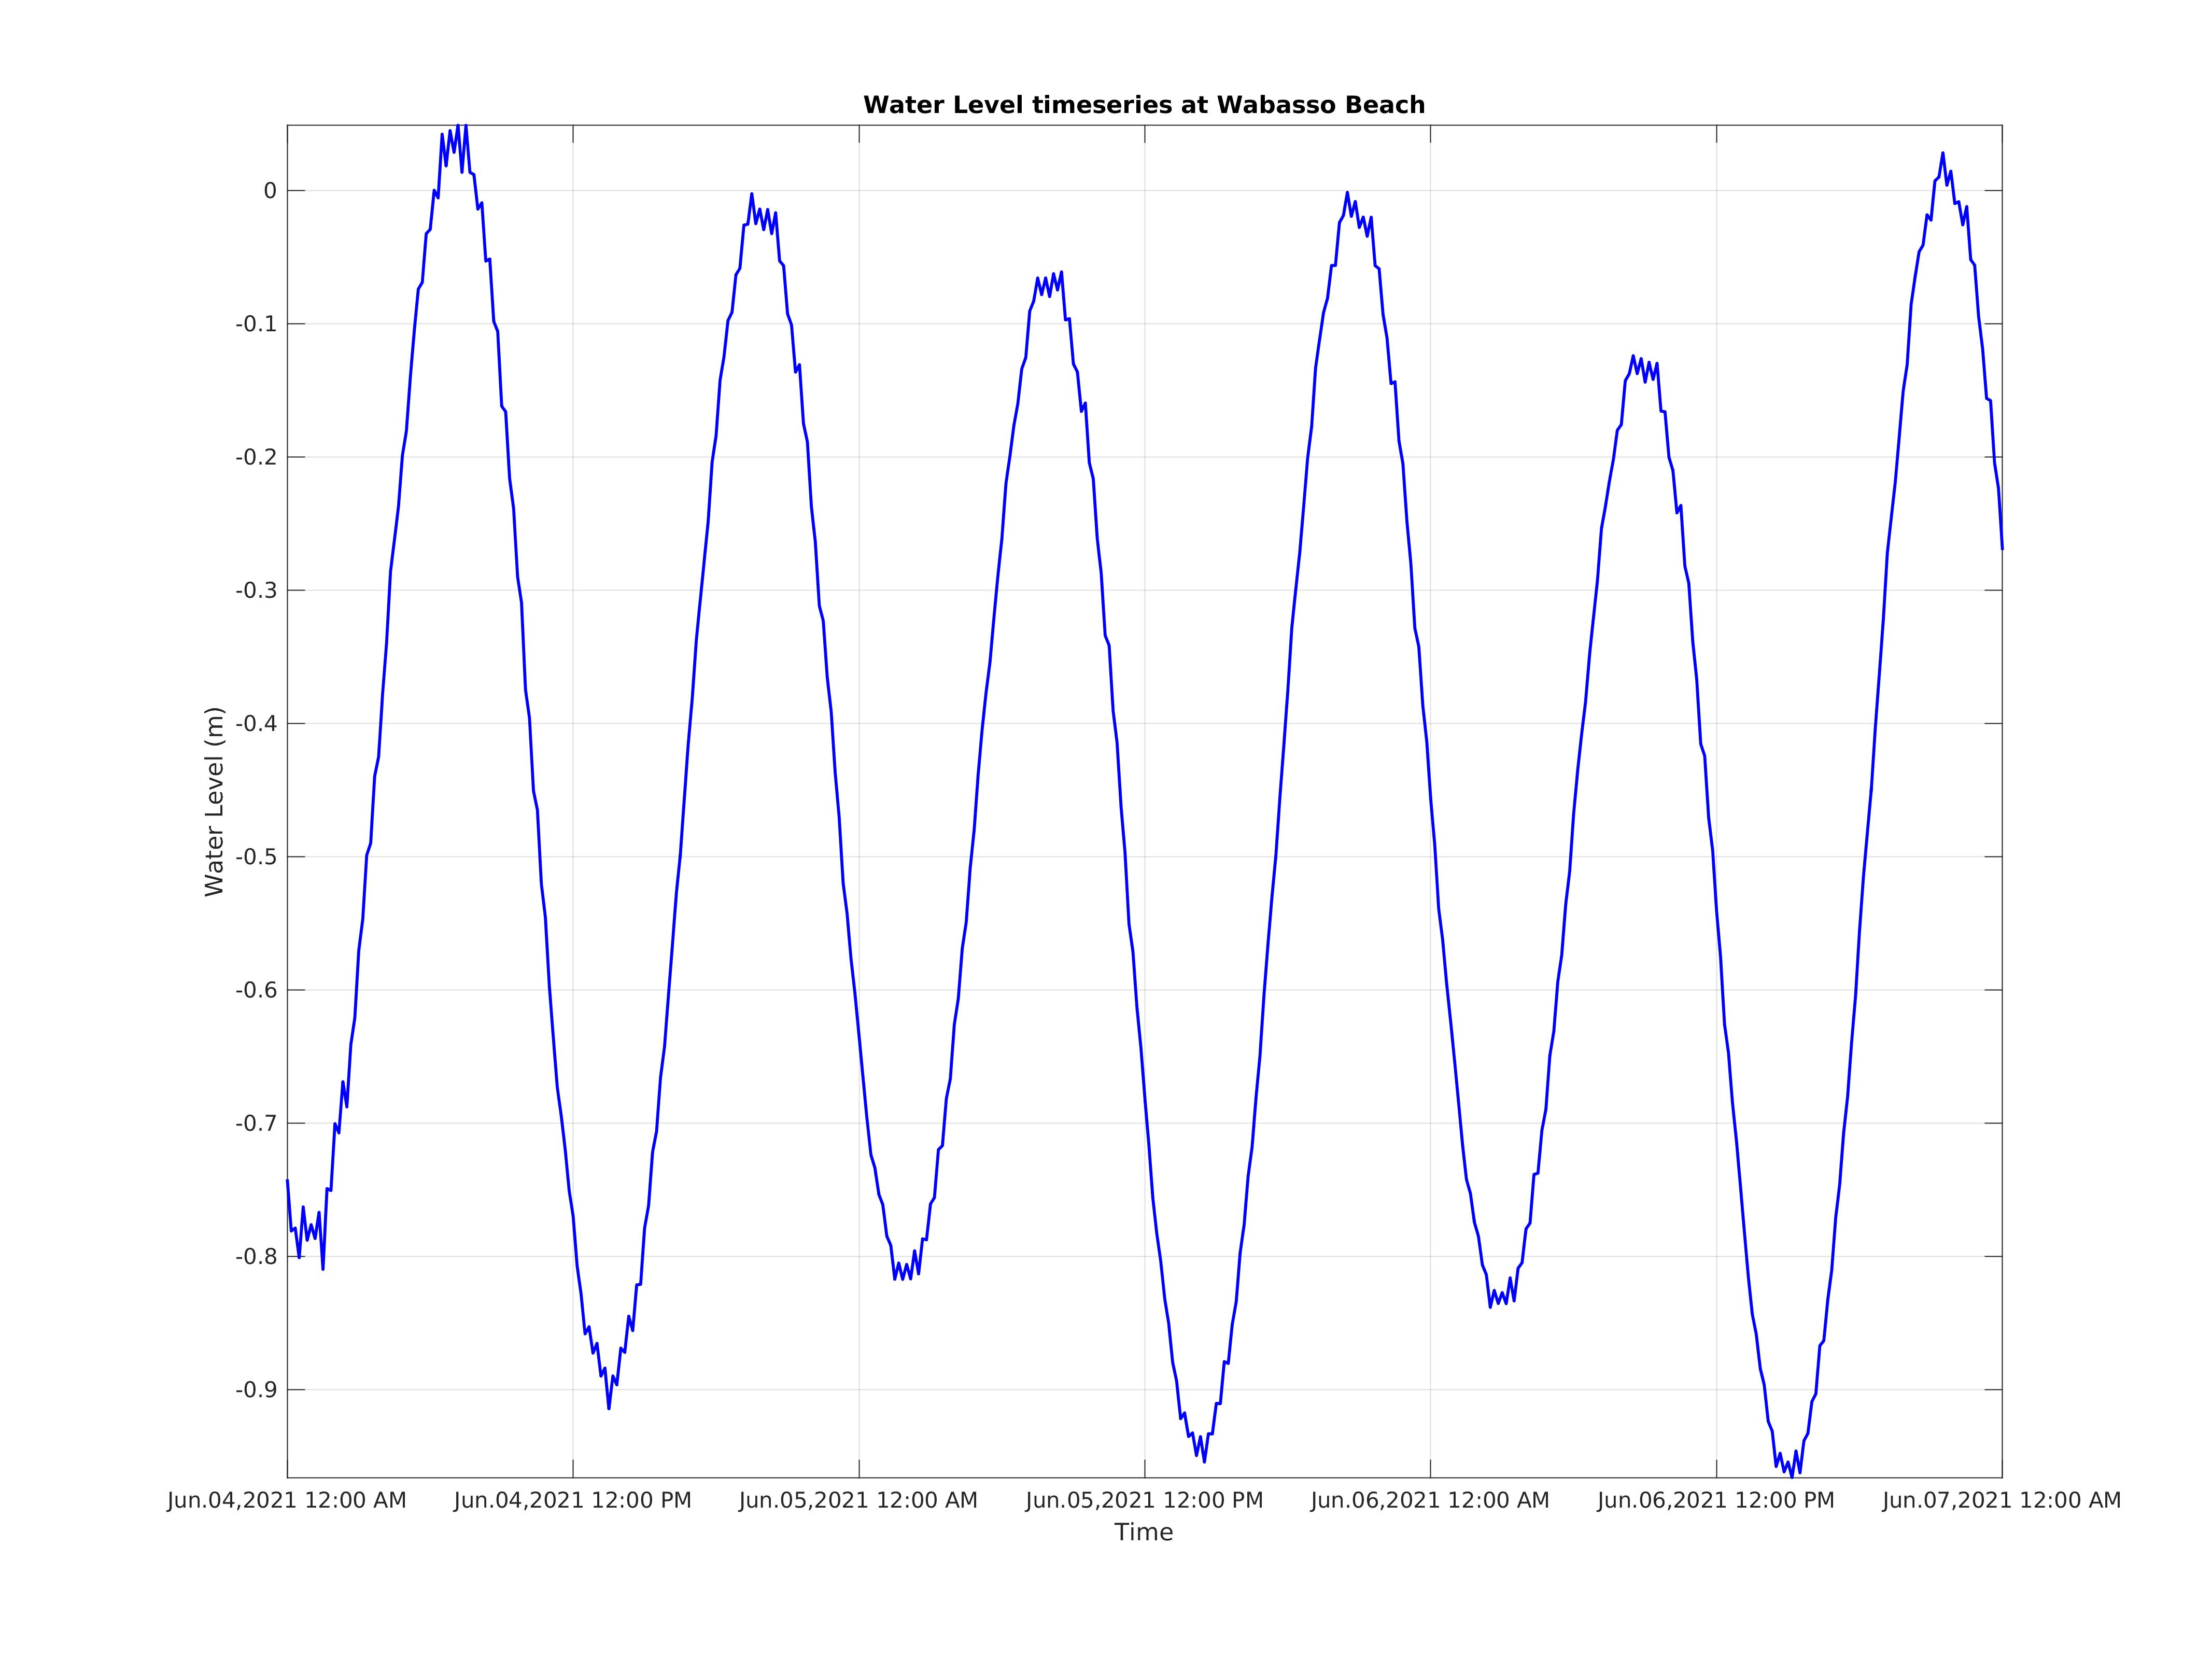 Water Level timeseries at Wabasso Beach
0
-0.1
-0.2
-0.3
-0.4
-0.5
-0.6
-0.7
-0.8
-0.9
Water Level (m)
Jun.04,2021 12:00 AM
Jun.04,2021 12:00 PM
Jun.05,2021 12:00 AM
Jun.05,2021 12:00 PM
Jun.06,2021 12:00 AM
Jun.06,2021 12:00 PM
Jun.07,2021 12:00 AM
Time